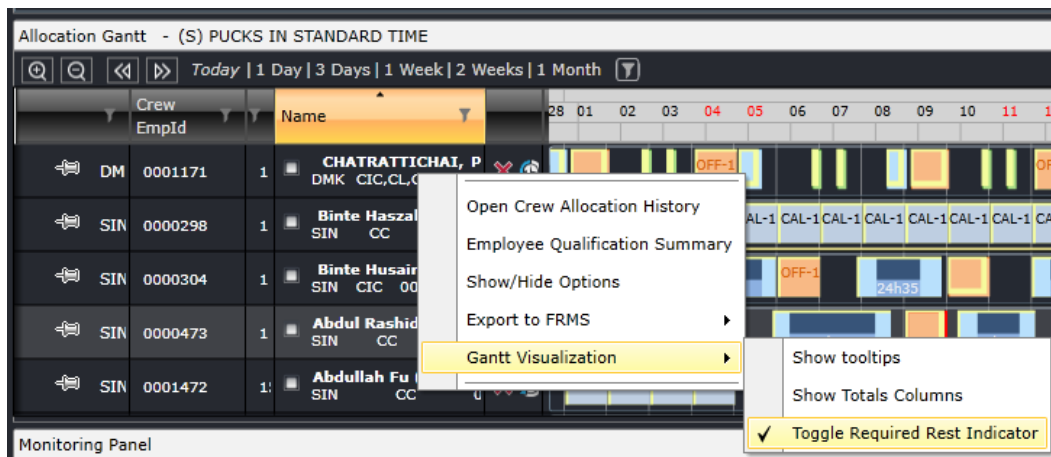 Allocation Gantt - (S) PUCKS IN STANDARD TIME
Today | 1 Day | 3 Days | 1 Week | 2 Weeks | 1 Month
Crew
EmpId
Name
28 01 02 03 04 05 06 07 08 09 10 11 1
DM 0001171 1 CHATRATTICHAI, P
DMK CIC,CL,C
OFF-1
SIN 0000298 1 Binte Haszal
SIN CC
AL-1 CAL-1 CAL-1 CAL-1 CAL-1 CAL-1 CAL-1 CA
SIN 0000304 1 Binte Husair
SIN CIC 00
OFF-1
24h35
SIN 0000473 1 Abdul Rashid
SIN CC
SIN 0001472 Abdullah Fu
SIN CC
Open Crew Allocation History
Employee Qualification Summary
Show/Hide Options
Export to FRMS
Gantt Visualization
Show tooltips
Show Totals Columns
✓ Toggle Required Rest Indicator
Monitoring Panel